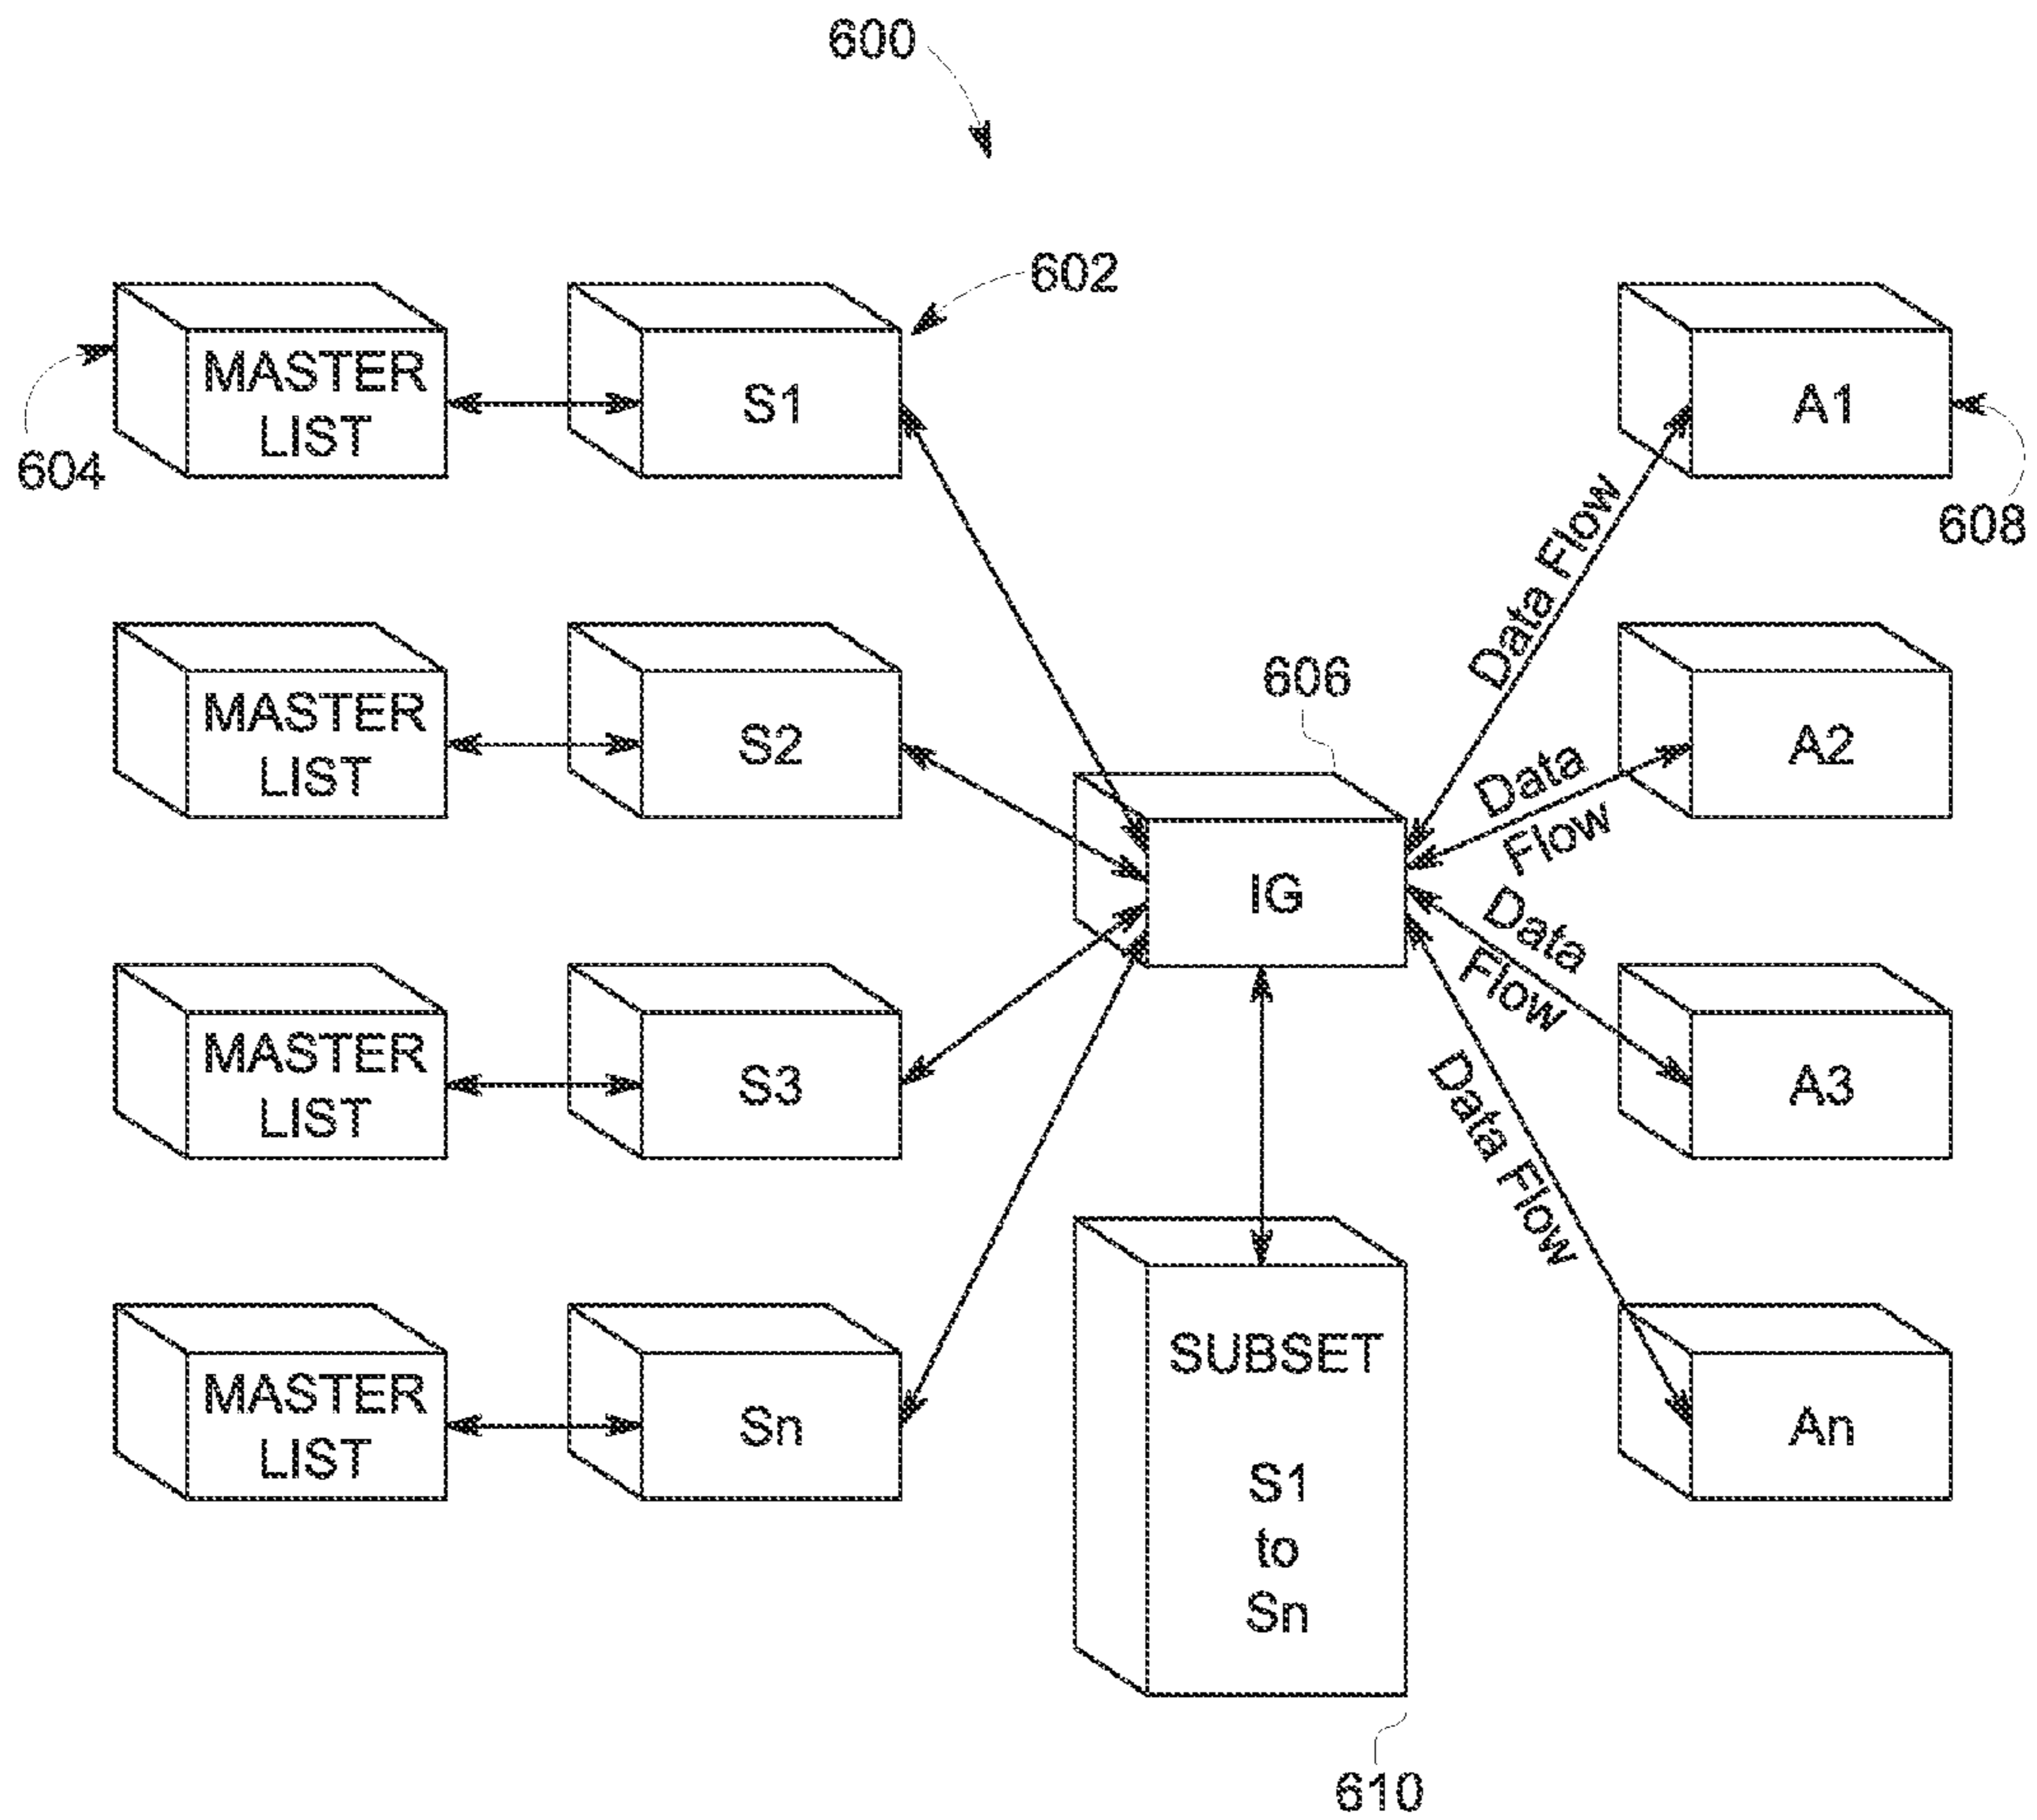 600
602
604
MASTER
LIST
S1
A1
608
Data Flow
MASTER
LIST
S2
606
A2
Data
Flow
IG
MASTER
LIST
S3
Data
Flow
A3
Data Flow
MASTER
LIST
Sn
SUBSET
S1
to
Sn
An
610